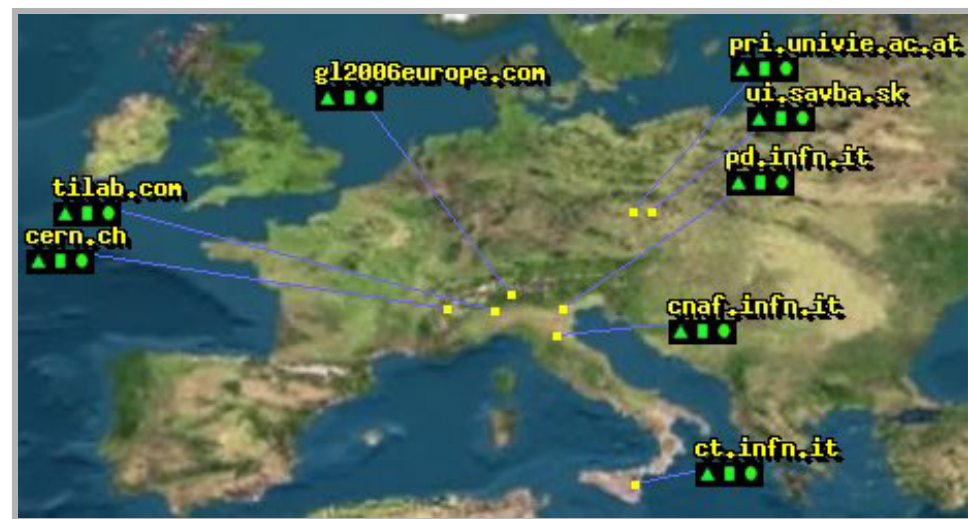 pri.univie.ac.at
gl2006europe.com
ui.savba.sk
pd.infn.it
tilab.com
cern.ch
cnaf.infn.it
ct.infn.it